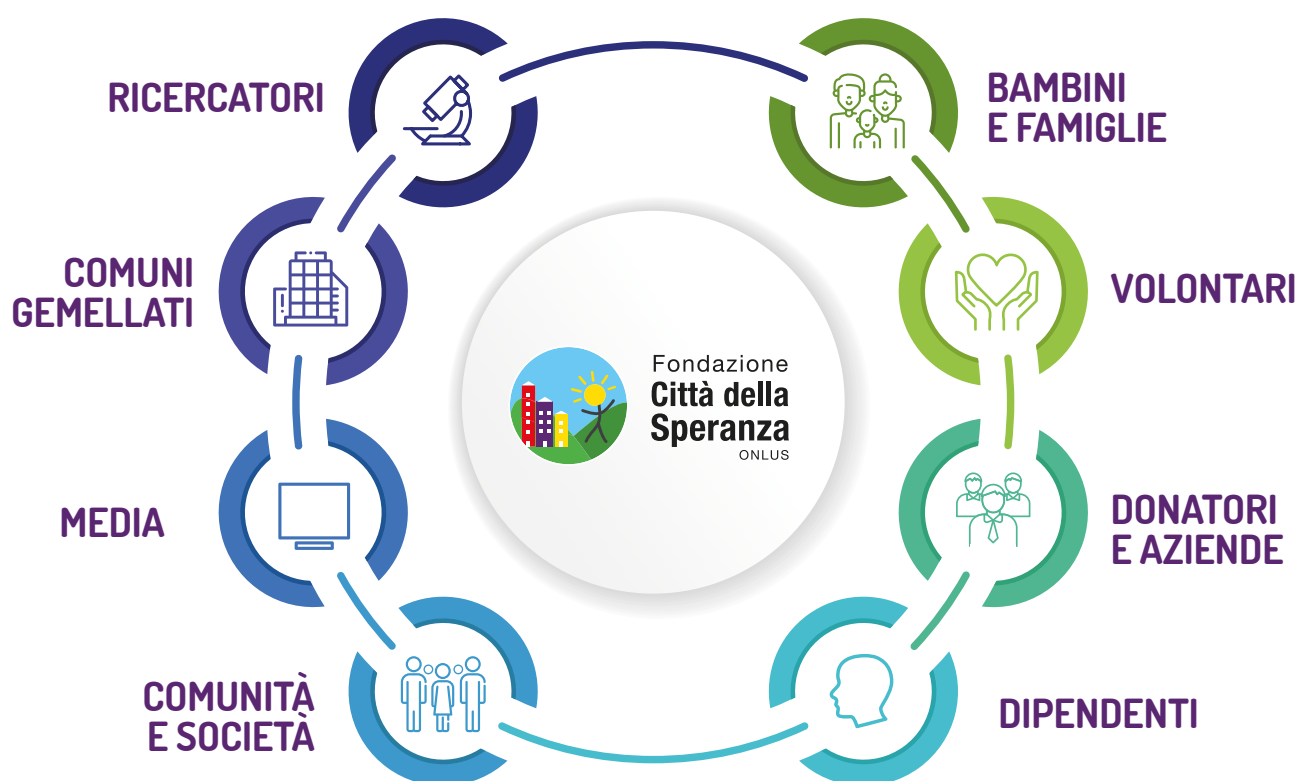 RICERCATORI
BAMBINI
E FAMIGLIE
COMUNI
GEMELLATI
VOLONTARI
Fondazione
Città della
Speranza
ONLUS
MEDIA
DONATORI
E AZIENDE
COMUNITÀ
E SOCIETÀ
DIPENDENTI